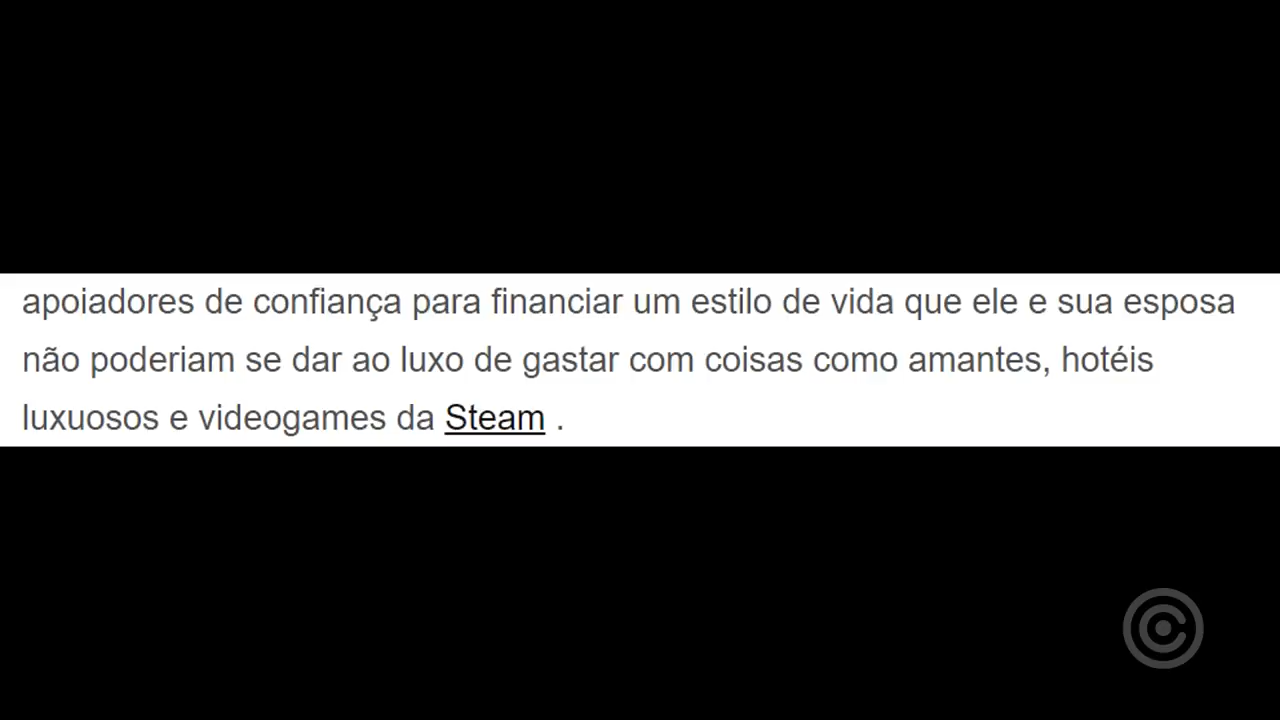 apoiadores de confiança para financiar um estilo de vida que ele e sua esposa
não poderiam se dar ao luxo de gastar com coisas como amantes, hotéis
luxuosos e videogames da Steam .